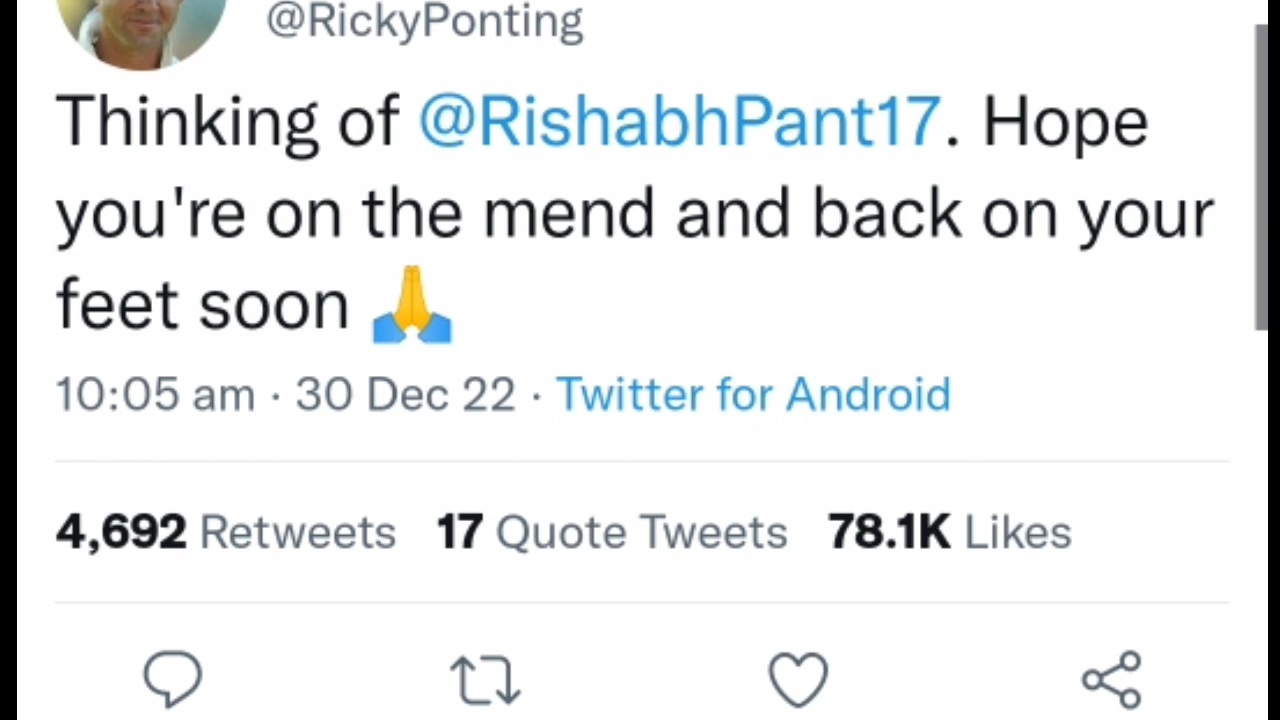 @RickyPonting
Thinking of @RishabhPant17. Hope
you're on the mend and back on your
feet soon 🙏
10:05 am · 30 Dec 22 · Twitter for Android
4,692 Retweets 17 Quote Tweets 78.1K Likes